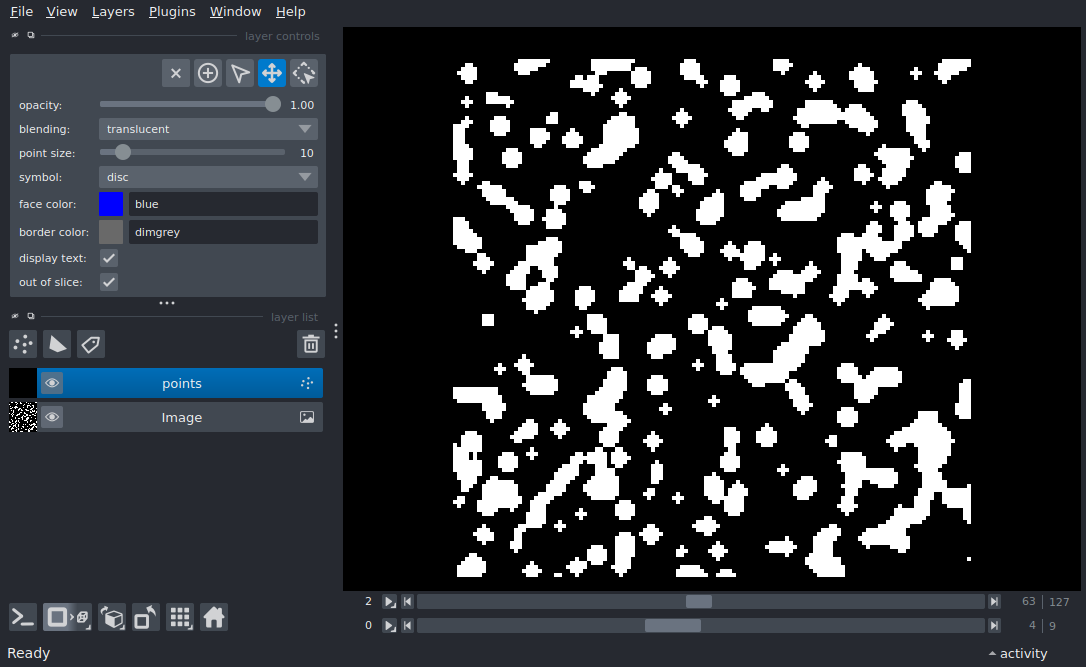 File View Layers Plugins Window Help
layer controls
opacity: 1.00
blending: translucent
point size: 10
symbol: disc
face color: blue
border color: dimgrey
display text:
out of slice:
layer list
points
Image
2 63 | 127
0 4 | 9
Ready activity